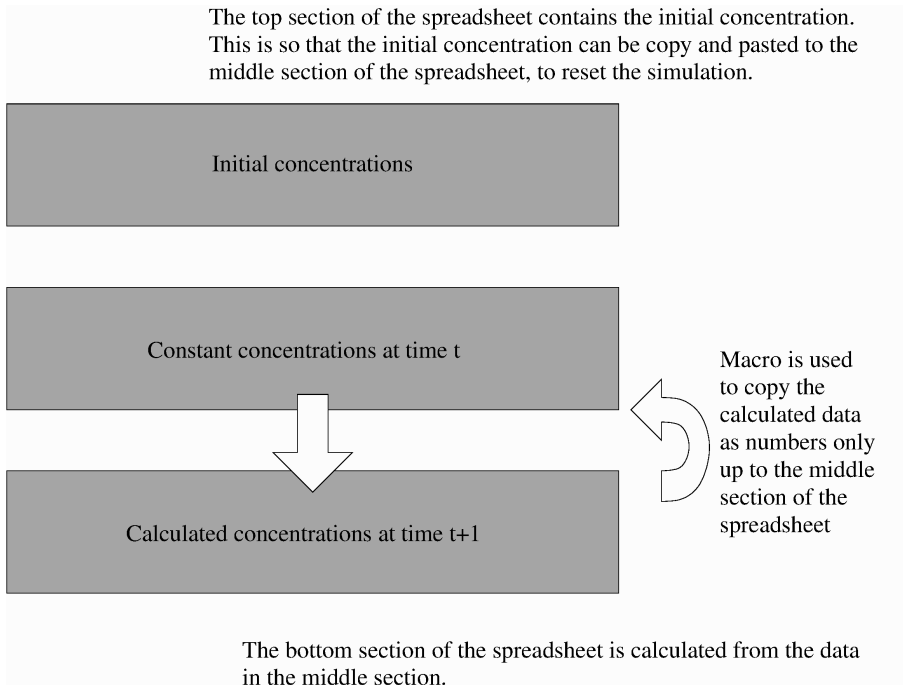 The top section of the spreadsheet contains the initial concentration.
This is so that the initial concentration can be copy and pasted to the
middle section of the spreadsheet, to reset the simulation.
Initial concentrations
Constant concentrations at time t
Macro is used
to copy the
calculated data
as numbers only
up to the middle
section of the
spreadsheet
Calculated concentrations at time t+1
The bottom section of the spreadsheet is calculated from the data
in the middle section.